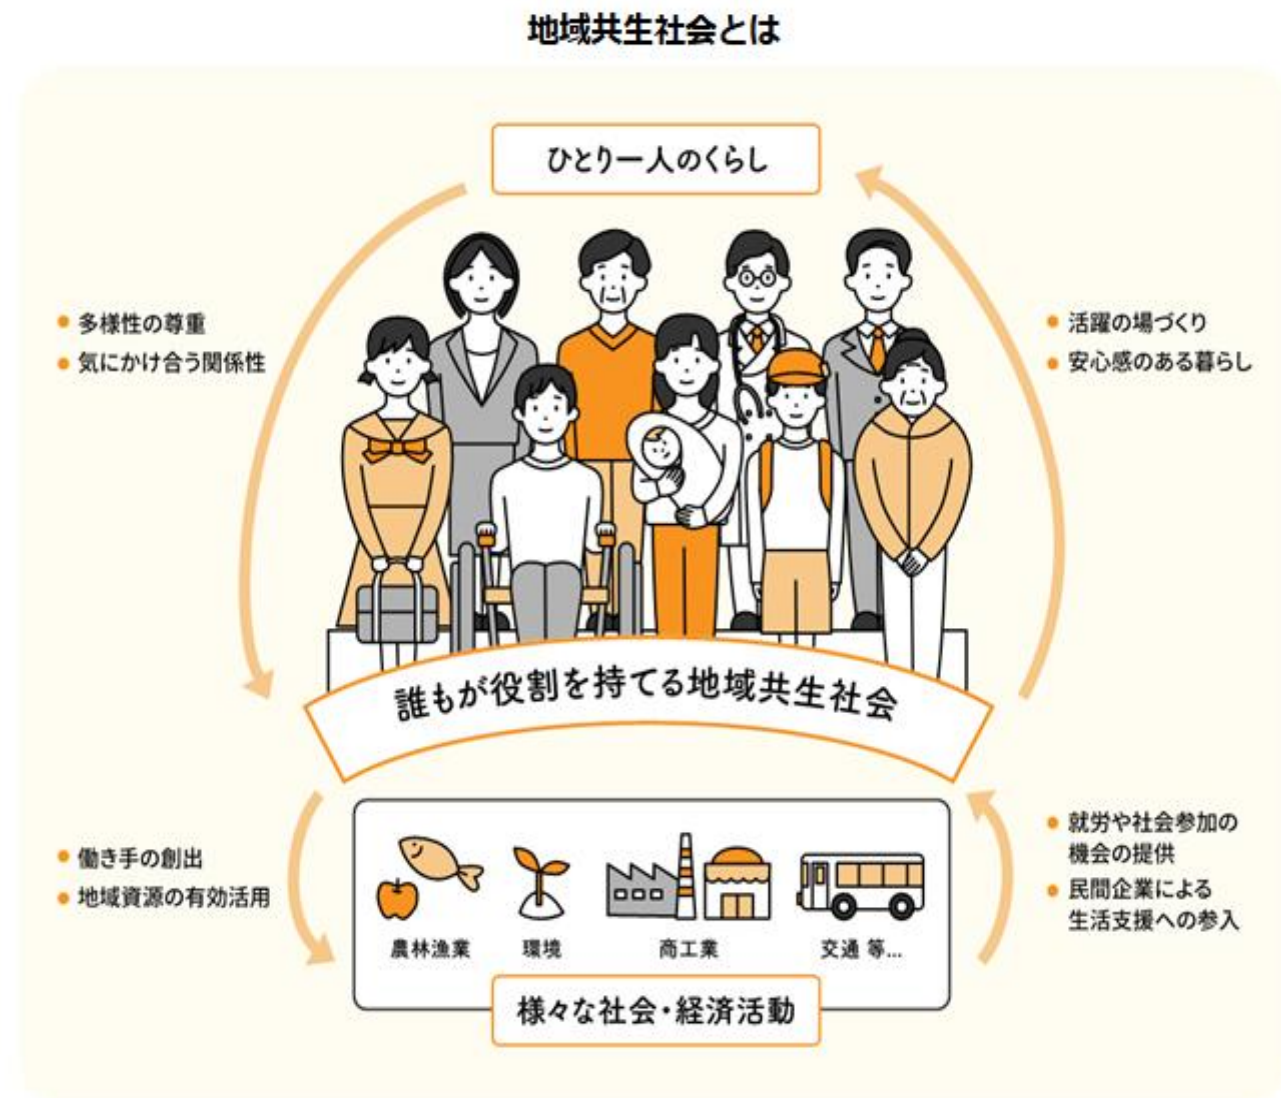 地域共生社会とは
ひとり一人のくらし
多様性の尊重
気にかけ合う関係性
活躍の場づくり
安心感のある暮らし
誰もが役割を持てる地域共生社会
働き手の創出
地域資源の有効活用
就労や社会参加の
機会の提供
民間企業による
生活支援への参入
農林漁業
環境
商工業
交通 等...
様々な社会・経済活動